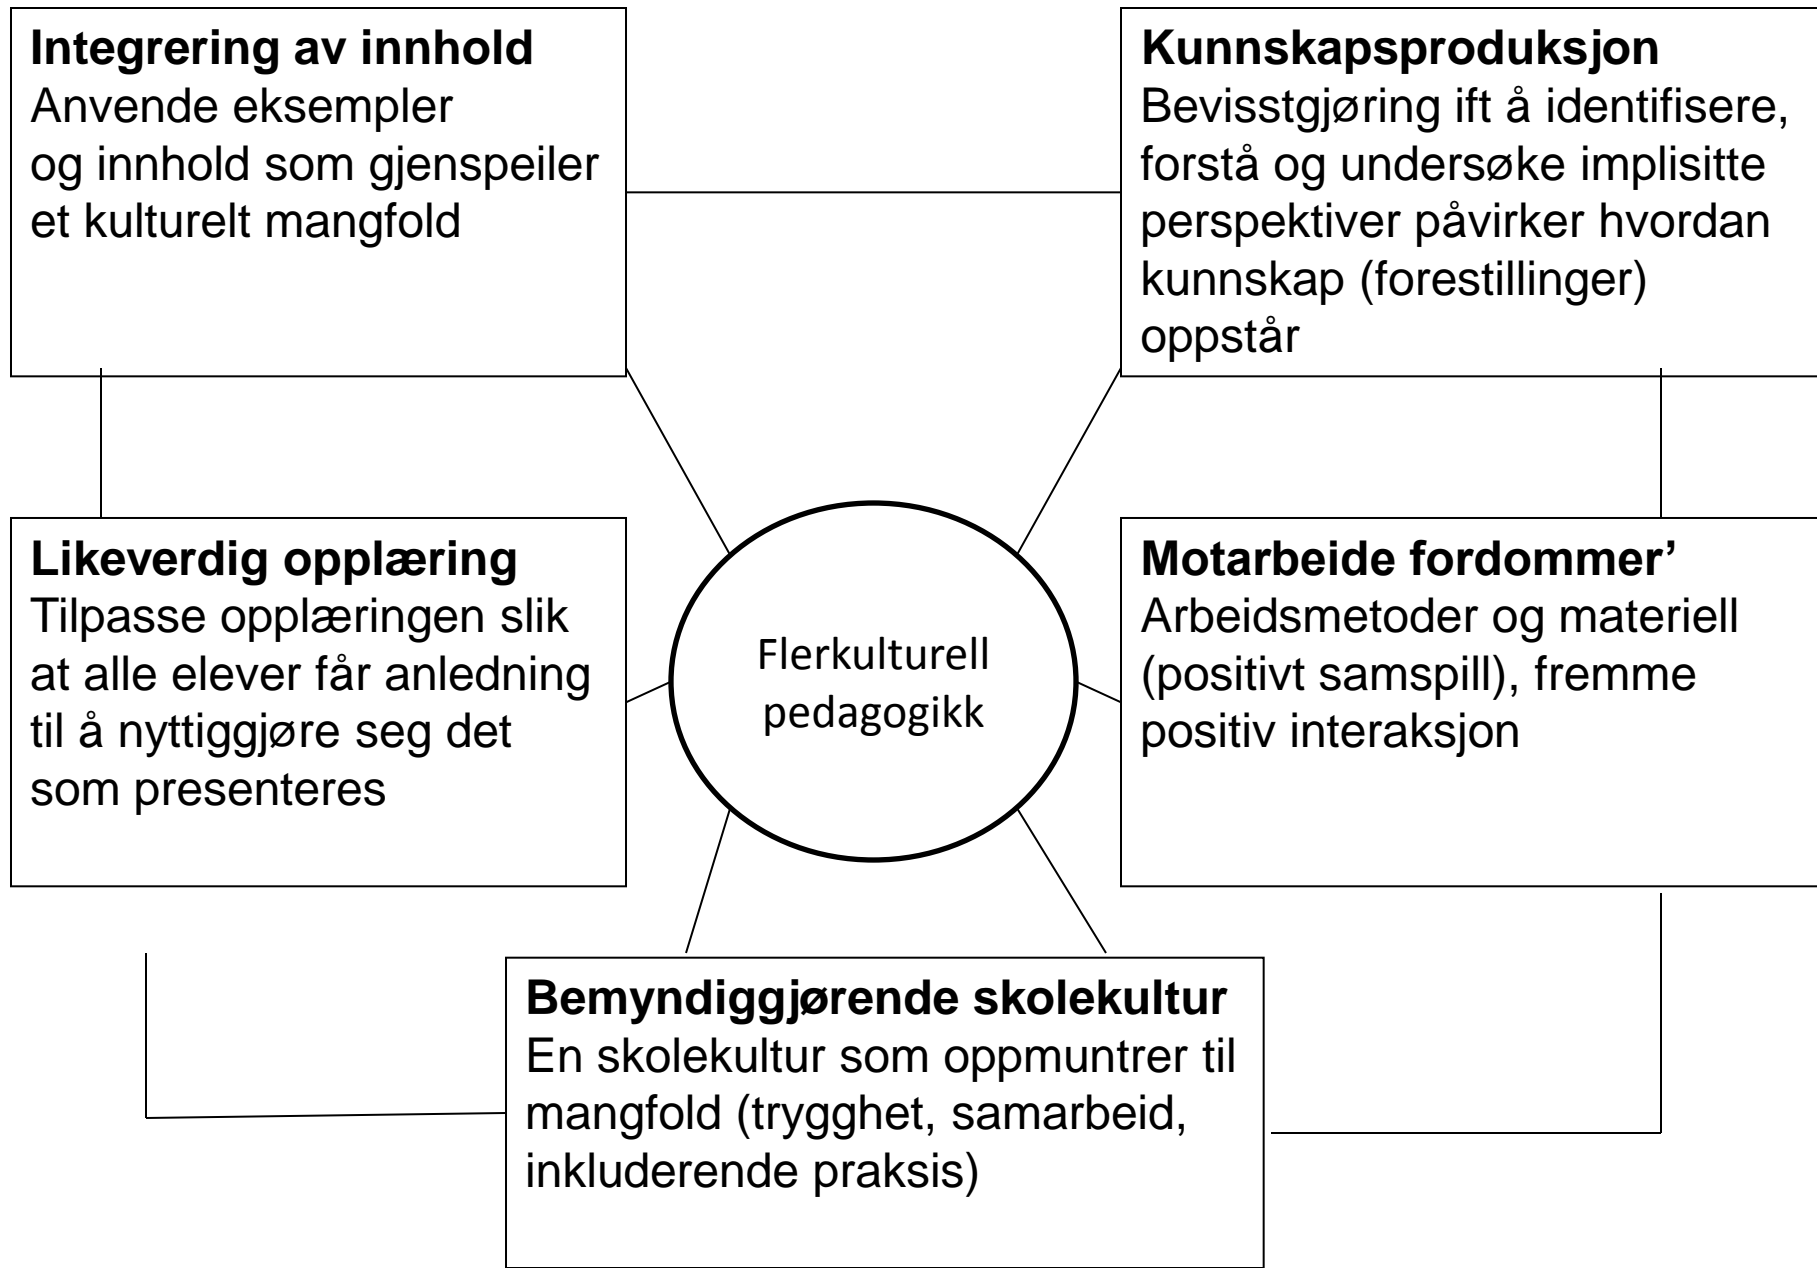 Integrering av innhold
Anvende eksempler
og innhold som gjenspeiler
et kulturelt mangfold
Kunnskapsproduksjon
Bevisstgjøring ift å identifisere,
forstå og undersøke implisitte
perspektiver påvirker hvordan
kunnskap (forestillinger)
oppstår
Likeverdig opplæring
Tilpasse opplæringen slik
at alle elever får anledning
til å nyttiggjøre seg det
som presenteres
Flerkulturell
pedagogikk
Motarbeide fordommer’
Arbeidsmetoder og materiell
(positivt samspill), fremme
positiv interaksjon
Bemyndiggjørende skolekultur
En skolekultur som oppmuntrer til
mangfold (trygghet, samarbeid,
inkluderende praksis)